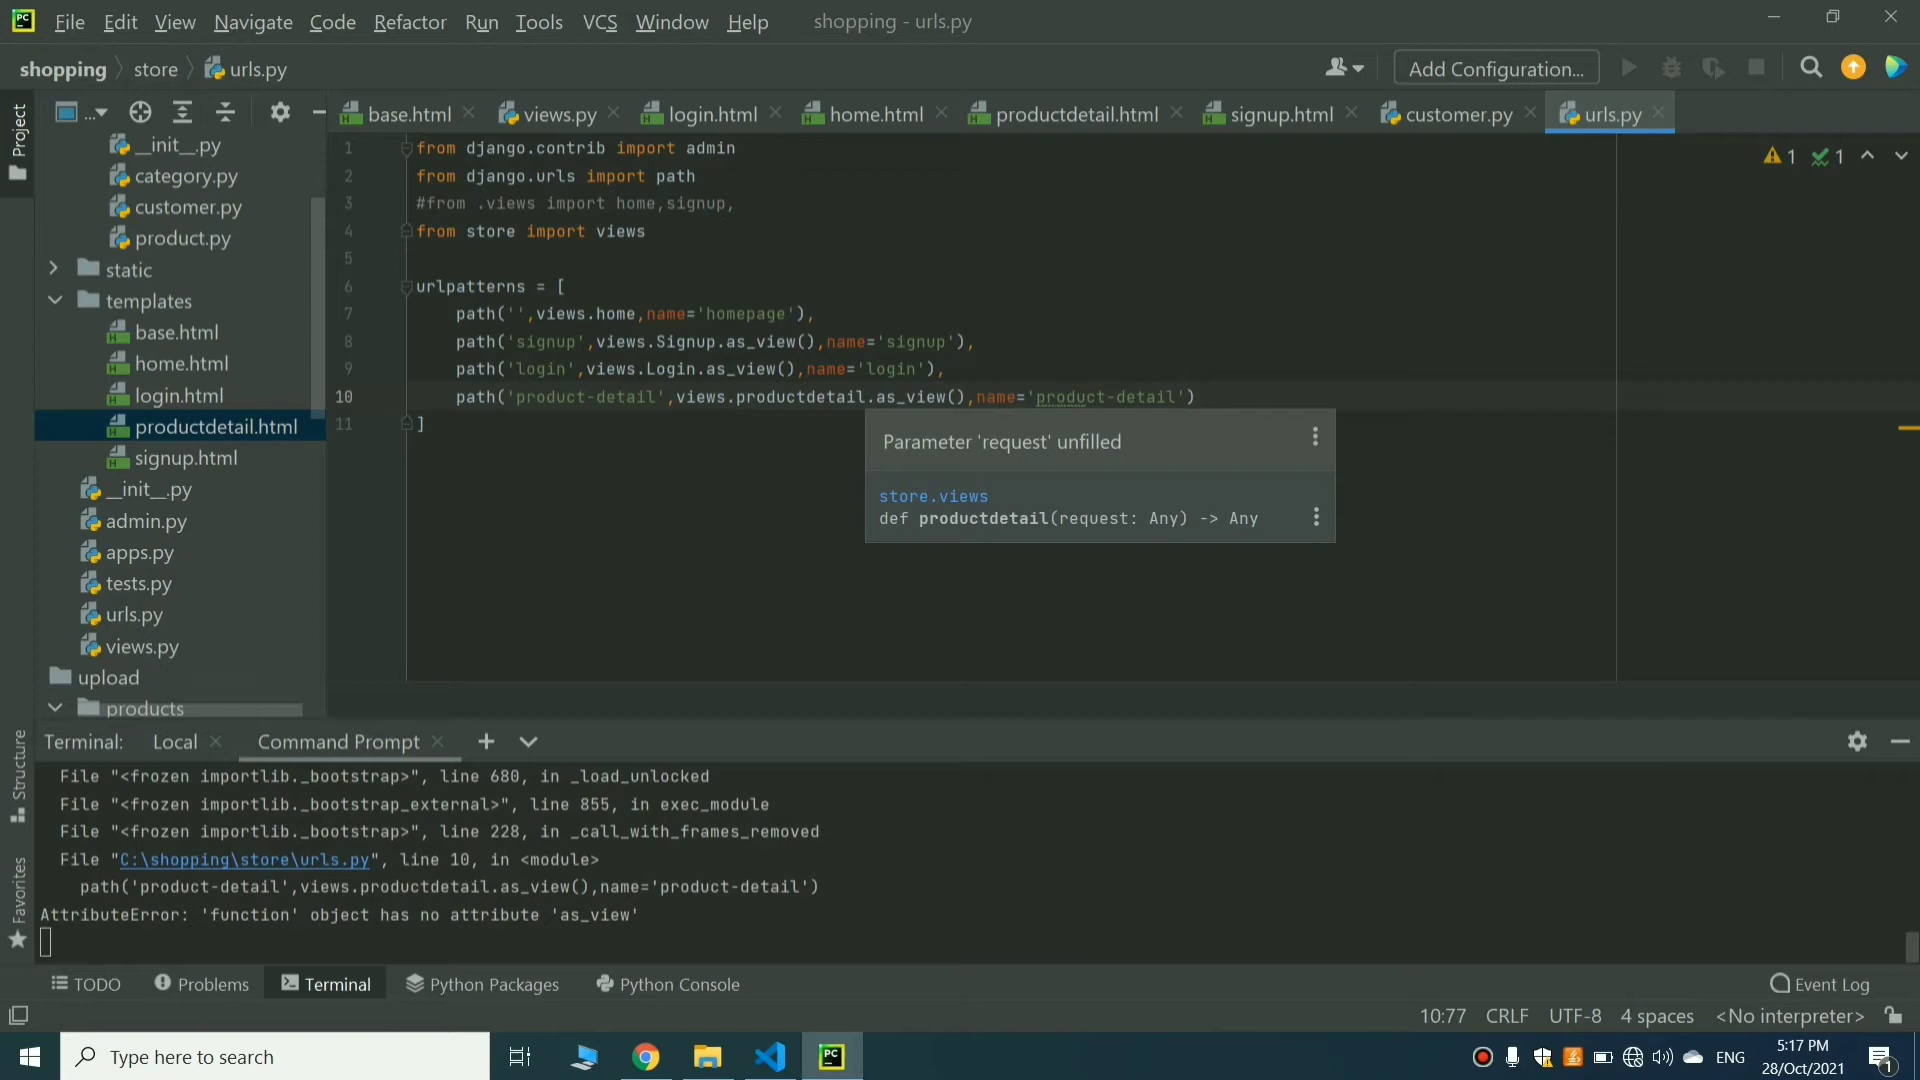 File Edit View Navigate Code Refactor Run Tools VCS Window Help shopping - urls.py
shopping store urls.py Add Configuration...
Project
base.html views.py login.html home.html productdetail.html signup.html customer.py urls.py
__init__.py
category.py
customer.py
product.py
static
templates
base.html
home.html
login.html
productdetail.html
signup.html
__init__.py
admin.py
apps.py
tests.py
urls.py
views.py
upload
products
1 from django.contrib import admin
2 from django.urls import path
3 #from .views import home,signup,
4 from store import views
5
6 urlpatterns = [
7 path('',views.home,name='homepage'),
8 path('signup',views.Signup.as_view(),name='signup'),
9 path('login',views.Login.as_view(),name='login'),
10 path('product-detail',views.productdetail.as_view(),name='product-detail')
11 ]
1 1
Parameter 'request' unfilled
store.views
def productdetail(request: Any) -> Any
Structure
Favorites
Terminal: Local Command Prompt
File "<frozen importlib._bootstrap>", line 680, in _load_unlocked
File "<frozen importlib._bootstrap_external>", line 855, in exec_module
File "<frozen importlib._bootstrap>", line 228, in _call_with_frames_removed
File "C:\shopping\store\urls.py", line 10, in <module>
path('product-detail',views.productdetail.as_view(),name='product-detail')
AttributeError: 'function' object has no attribute 'as_view'
TODO Problems Terminal Python Packages Python Console Event Log
10:77 CRLF UTF-8 4 spaces <No interpreter>
Type here to search
PC
ENG
5:17 PM
28/Oct/2021
1